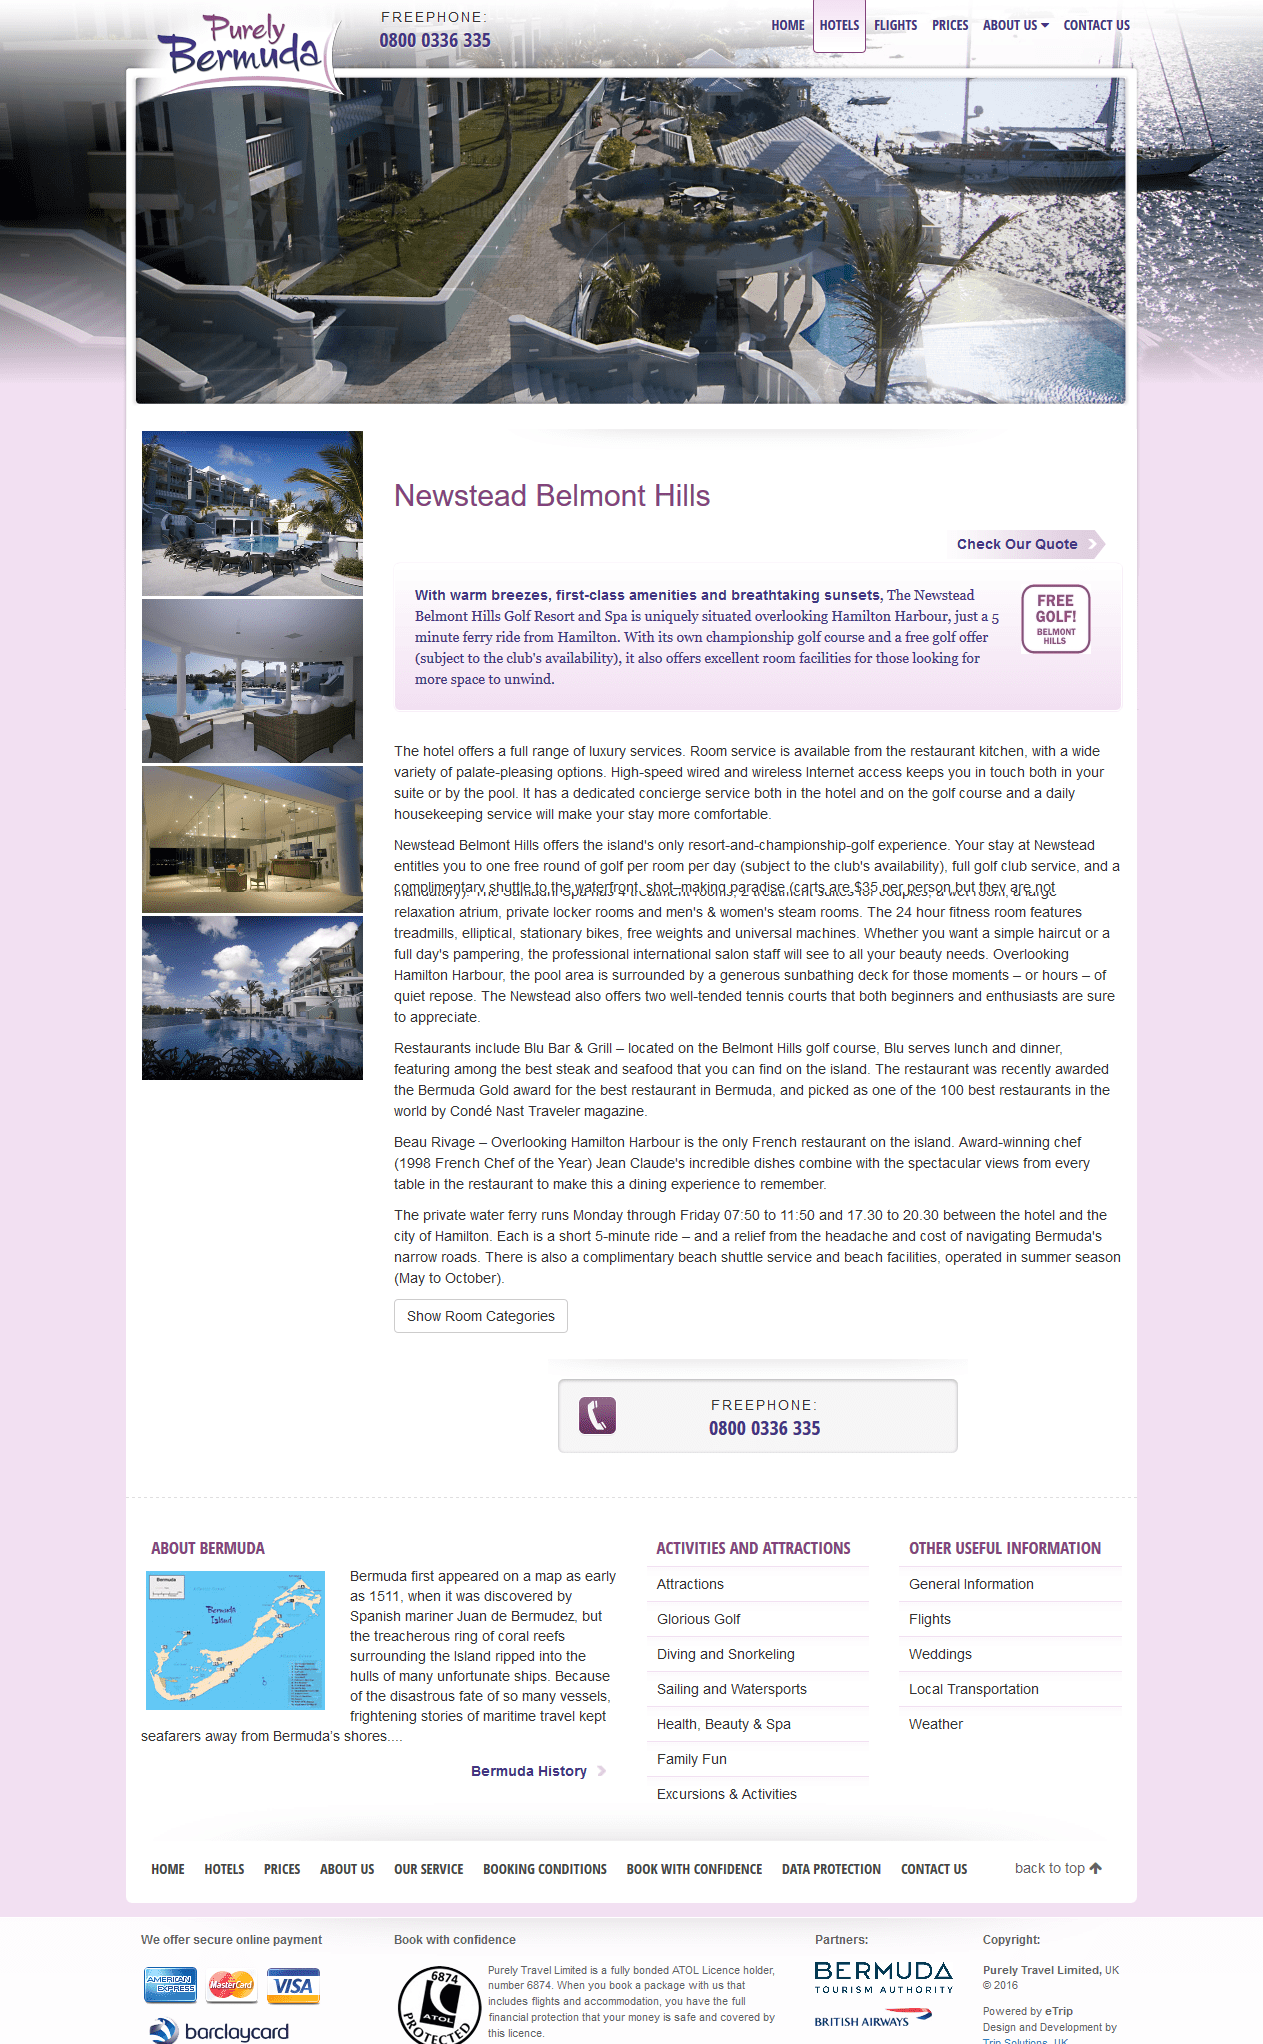 Purely
Bermuda
FREEPHONE:
0800 0336 335
HOME HOTELS FLIGHTS PRICES ABOUT US CONTACT US
Newstead Belmont Hills
Check Our Quote
With warm breezes, first-class amenities and breathtaking sunsets, The Newstead
Belmont Hills Golf Resort and Spa is uniquely situated overlooking Hamilton Harbour, just a 5
minute ferry ride from Hamilton. With its own championship golf course and a free golf offer
(subject to the club's availability), it also offers excellent room facilities for those looking for
more space to unwind.
FREE
GOLF!
BELMONT
HILLS
The hotel offers a full range of luxury services. Room service is available from the restaurant kitchen, with a wide
variety of palate-pleasing options. High-speed wired and wireless Internet access keeps you in touch both in your
suite or by the pool. It has a dedicated concierge service both in the hotel and on the golf course and a daily
housekeeping service will make your stay more comfortable.
Newstead Belmont Hills offers the island's only resort-and-championship-golf experience. Your stay at Newstead
entitles you to one free round of golf per room per day (subject to the club's availability), full golf club service, and a
complimentary shuttle to the waterfront, shot–making paradise (carts are $35 per person but they are not
relaxation atrium, private locker rooms and men's & women's steam rooms. The 24 hour fitness room features
treadmills, elliptical, stationary bikes, free weights and universal machines. Whether you want a simple haircut or a
full day's pampering, the professional international salon staff will see to all your beauty needs. Overlooking
Hamilton Harbour, the pool area is surrounded by a generous sunbathing deck for those moments – or hours – of
quiet repose. The Newstead also offers two well-tended tennis courts that both beginners and enthusiasts are sure
to appreciate.
Restaurants include Blu Bar & Grill – located on the Belmont Hills golf course, Blu serves lunch and dinner,
featuring among the best steak and seafood that you can find on the island. The restaurant was recently awarded
the Bermuda Gold award for the best restaurant in Bermuda, and picked as one of the 100 best restaurants in the
world by Condé Nast Traveler magazine.
Beau Rivage – Overlooking Hamilton Harbour is the only French restaurant on the island. Award-winning chef
(1998 French Chef of the Year) Jean Claude's incredible dishes combine with the spectacular views from every
table in the restaurant to make this a dining experience to remember.
The private water ferry runs Monday through Friday 07:50 to 11:50 and 17.30 to 20.30 between the hotel and the
city of Hamilton. Each is a short 5-minute ride – and a relief from the headache and cost of navigating Bermuda's
narrow roads. There is also a complimentary beach shuttle service and beach facilities, operated in summer season
(May to October).
Show Room Categories
FREEPHONE:
0800 0336 335
ABOUT BERMUDA
Bermuda
Bermuda
Island
Bermuda first appeared on a map as early
as 1511, when it was discovered by
Spanish mariner Juan de Bermudez, but
the treacherous ring of coral reefs
surrounding the Island ripped into the
hulls of many unfortunate ships. Because
of the disastrous fate of so many vessels,
frightening stories of maritime travel kept
seafarers away from Bermuda's shores....
Bermuda History
ACTIVITIES AND ATTRACTIONS
Attractions
Glorious Golf
Diving and Snorkeling
Sailing and Watersports
Health, Beauty & Spa
Family Fun
Excursions & Activities
OTHER USEFUL INFORMATION
General Information
Flights
Weddings
Local Transportation
Weather
HOME HOTELS PRICES ABOUT US OUR SERVICE BOOKING CONDITIONS BOOK WITH CONFIDENCE DATA PROTECTION CONTACT US back to top
We offer secure online payment
AMERICAN
EXPRESS
MasterCard
VISA
barclaycard
Book with confidence
6874
ATOL
PROTECTED
Purely Travel Limited is a fully bonded ATOL Licence holder,
number 6874. When you book a package with us that
includes flights and accommodation, you have the full
financial protection that your money is safe and covered by
this licence.
Partners:
BERMUDA
TOURISM AUTHORITY
BRITISH AIRWAYS
Copyright:
Purely Travel Limited, UK
© 2016
Powered by eTrip
Design and Development by
Trip Solutions, UK